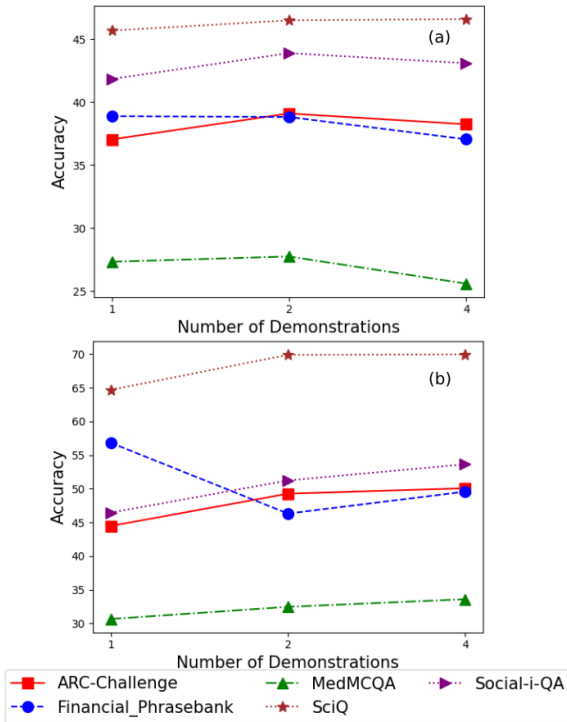 45
40
35
30
25
Accuracy
(a)
1
2
4
Number of Demonstrations
70
65
60
55
50
45
40
35
30
Accuracy
(b)
1
2
4
Number of Demonstrations
ARC-Challenge
MedMCQA
Social-i-QA
Financial_Phrasebank
SciQ